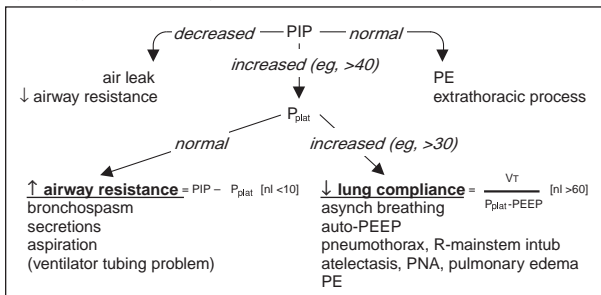 decreased PIP normal
air leak
↓ airway resistance
increased (eg, >40)
PE
extrathoracic process
Pplat
normal
increased (eg, >30)
↑ airway resistance = PIP – Pplat [nl <10]
bronchospasm
secretions
aspiration
(ventilator tubing problem)
↓ lung compliance = VT / Pplat-PEEP [nl >60]
asynch breathing
auto-PEEP
pneumothorax, R-mainstem intub
atelectasis, PNA, pulmonary edema
PE